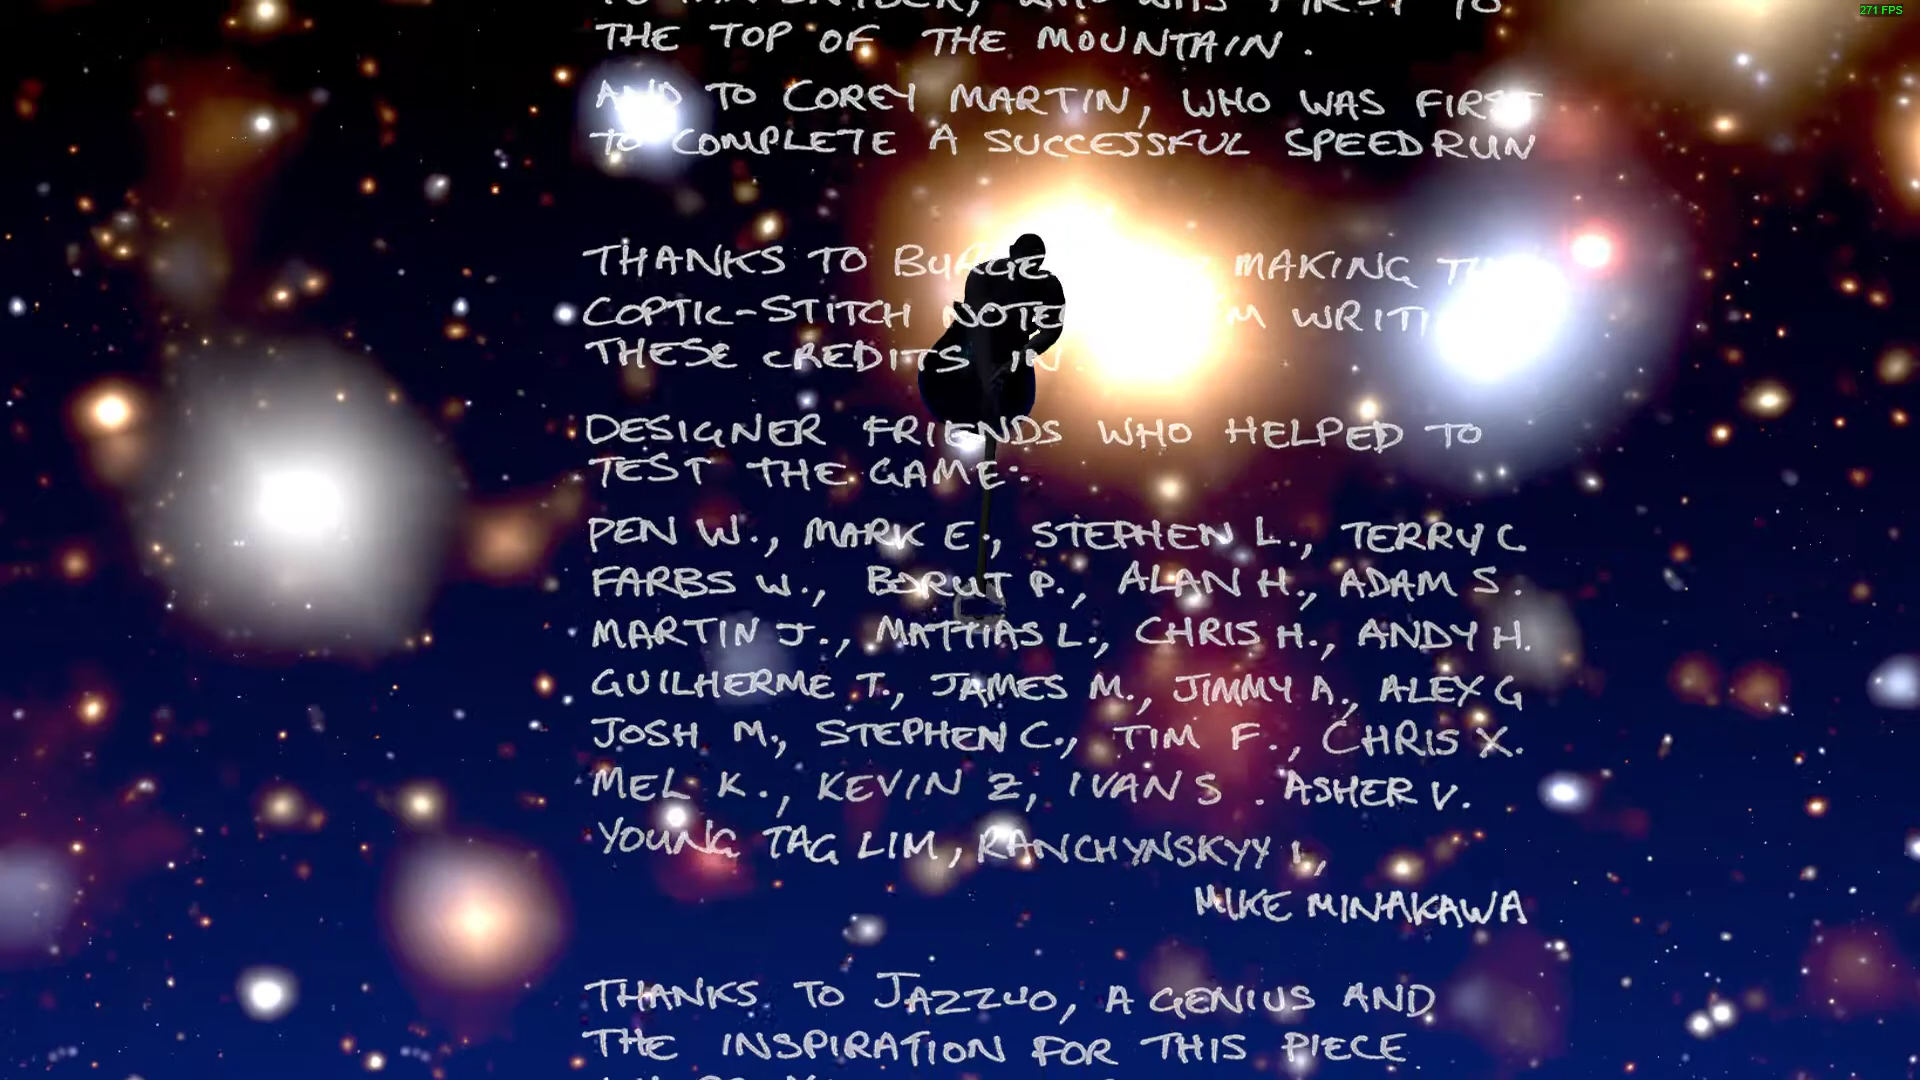 271 FPS
THE TOP OF THE MOUNTAIN.
AND TO COREY MARTIN, WHO WAS FIRST
TO COMPLETE A SUCCESSFUL SPEEDRUN
THANKS TO MAKING
COPTIC-STITCH
THESE CREDITS IN
DESIGNER FRIENDS WHO HELPED TO
TEST THE GAME:
PEN W., MARK E., STEPHEN L., TERRY C
FARBS W., BORUT P., ALAN H., ADAM S.
MARTIN J., MATTIAS L., CHRIS H., ANDY H.
GUILHERME T., JAMES M., JIMMY A., ALEX G
JOSH M., STEPHEN C., TIM F., CHRIS X.
MEL K., KEVIN Z, IVAN S. ASHER V.
YOUNG TAG LIM, RANCHYNSKYY I.,
MIKE MINAKAWA
THANKS TO JAZZUO, A GENIUS AND
THE INSPIRATION FOR THIS PIECE